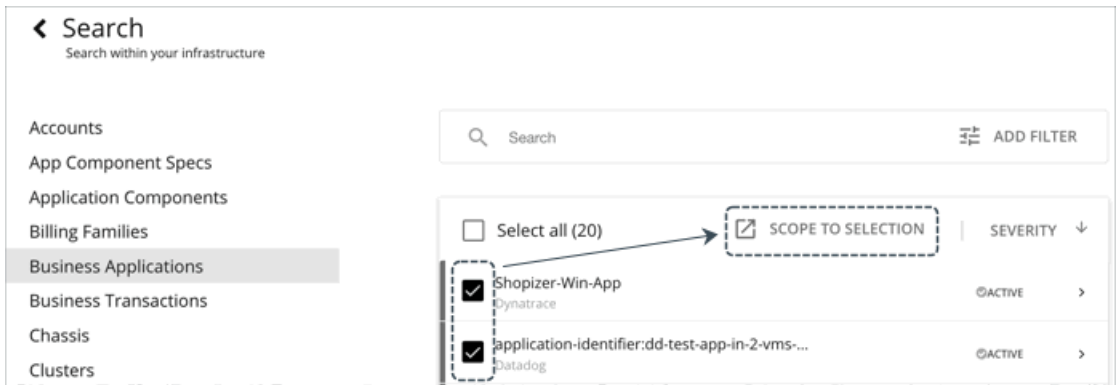 Search
Search within your infrastructure
Accounts
App Component Specs
Application Components
Billing Families
Business Applications
Business Transactions
Chassis
Clusters
Search
ADD FILTER
Select all (20)
SCOPE TO SELECTION
SEVERITY
Shopizer-Win-App
Dynatrace
ACTIVE
application-identifier:dd-test-app-in-2-vms-...
Datadog
ACTIVE